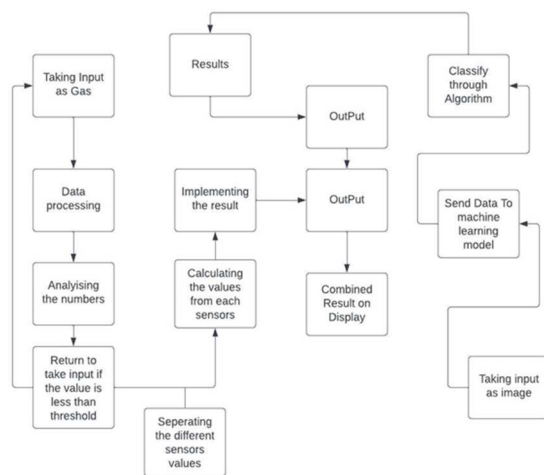 Taking Input
as Gas
Data
processing
Analysising
the numbers
Return to
take input if
the value is
less than
threshold
Seperating
the different
sensors
values
Calculating
the values
from each
sensors
Implementing
the result
Results
OutPut
OutPut
Combined
Result on
Display
Classify
through
Algorithm
Send Data To
machine
learning
model
Taking input
as image